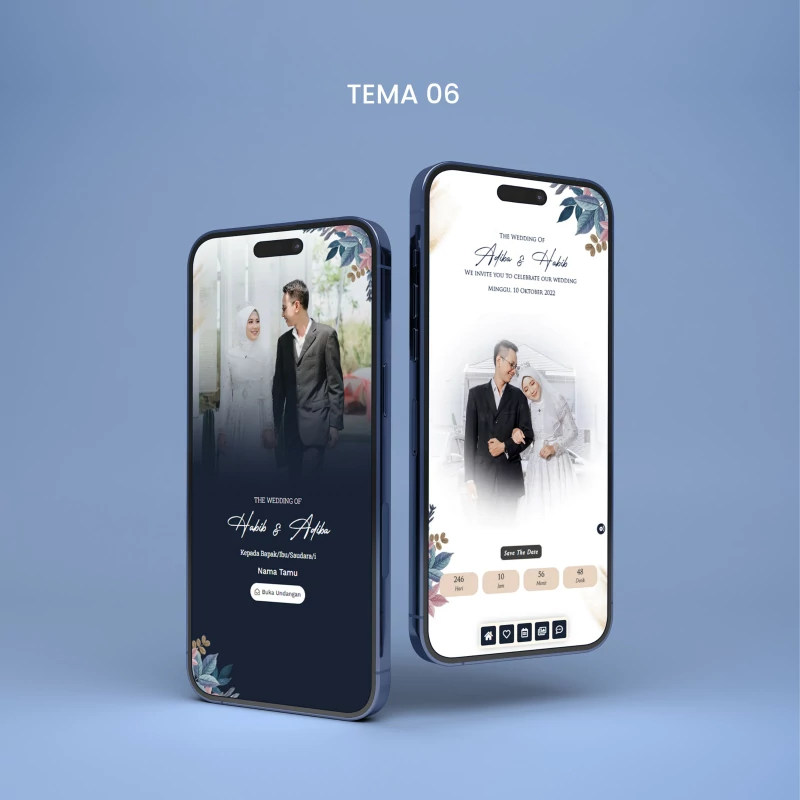 TEMA 06
THE WEDDING OF
Habib & Adiba
Kepada Bapak/Ibu/Saudara/i
Nama Tamu
Buka Undangan
THE WEDDING OF
Adiba & Habib
WE INVITE YOU TO CELEBRATE OUR WEDDING
MINGGU, 10 OKTOBER 2022
Save The Date
246 10 56 48
Hari Jam Menit Detik